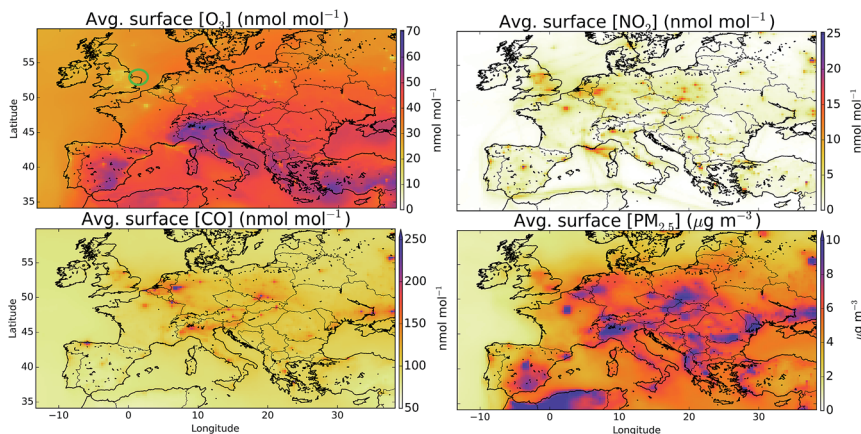 Avg. surface [O₃] (nmol mol⁻¹)
Avg. surface [NO₂] (nmol mol⁻¹)
70
60
50
40
30
20
10
0
nmol mol⁻¹
25
20
15
10
5
0
nmol mol⁻¹
Latitude
55
50
45
40
35
Avg. surface [CO] (nmol mol⁻¹)
Avg. surface [PM₂.₅] (μg m⁻³)
250
200
150
100
50
nmol mol⁻¹
10
8
6
4
2
0
μg m⁻³
Latitude
55
50
45
40
35
−10 0 10 20 30
Longitude
−10 0 10 20 30
Longitude